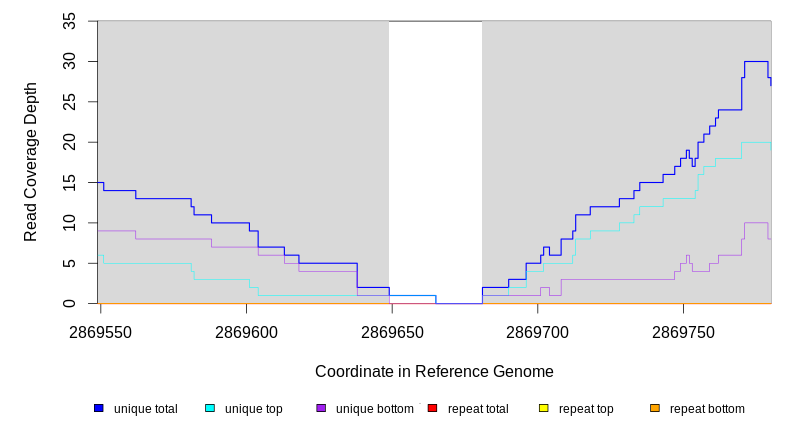 35
30
25
20
15
10
5
0
Read Coverage Depth
2869550 2869600 2869650 2869700 2869750
Coordinate in Reference Genome
unique total unique top unique bottom repeat total repeat top repeat bottom